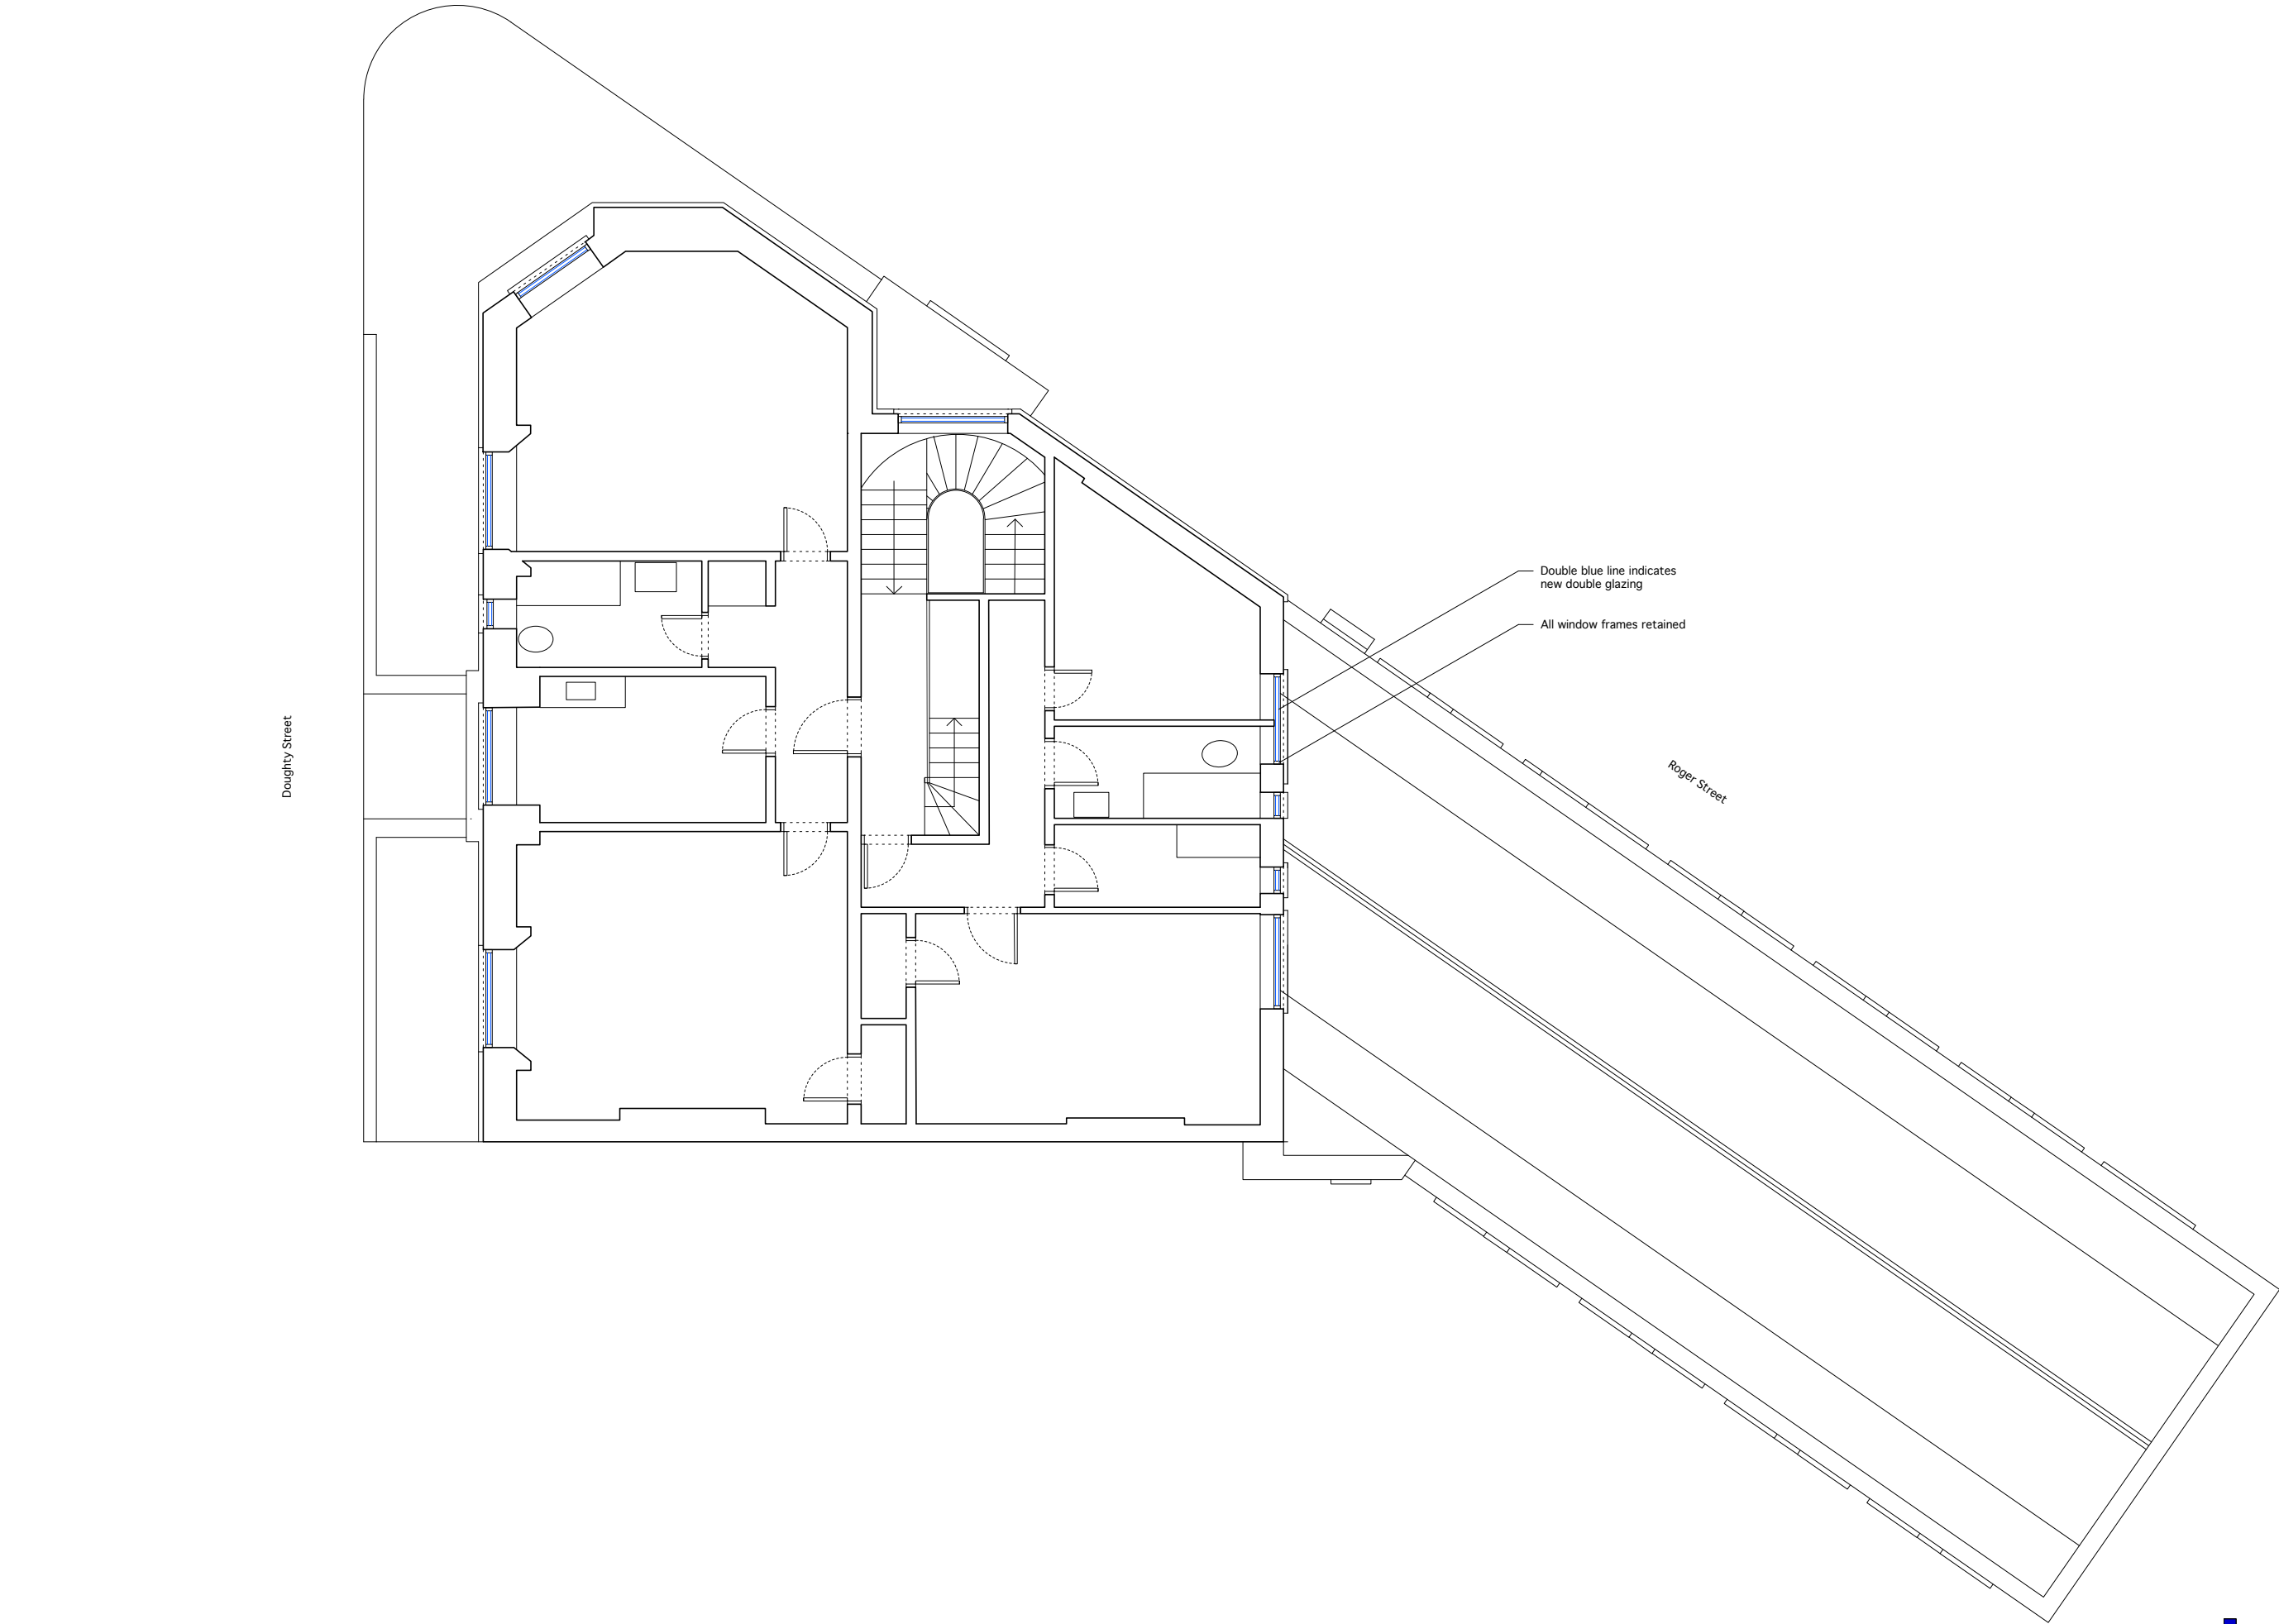 Double blue line indicates
new double glazing
All window frames retained
Doughty Street
Roger Street